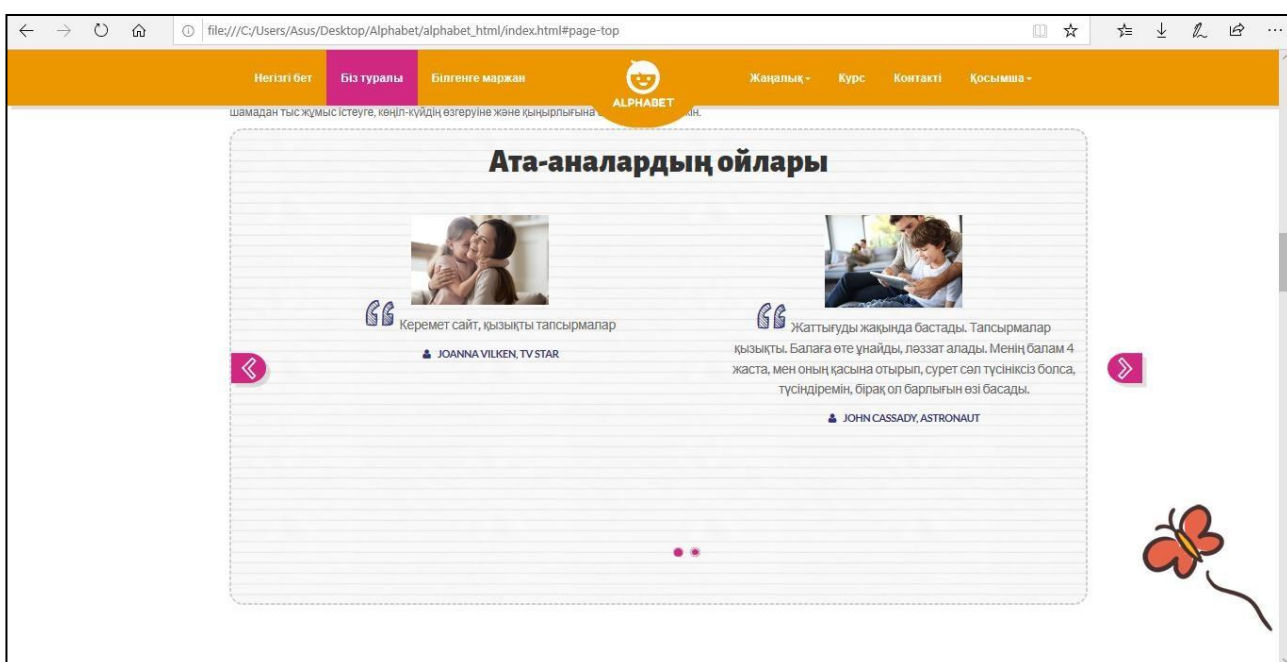 file:///C:/Users/Asus/Desktop/Alphabet/alphabet_html/index.html#page-top
Негізгі бет Біз туралы Білгенге маржан ALPHABET Жаңалық Курс Контакті Қосымша
шамадан тыс жұмыс істеуге, көңіл-күйдің өзгеруіне және қыңырлығына
Ата-аналардың ойлары
Керемет сайт, қызықты тапсырмалар
JOANNA VILKEN, TV STAR
Жаттығуды жақында бастады. Тапсырмалар
қызықты. Балаға өте ұнайды, ләззат алады. Менің балам 4
жаста, мен оның қасына отырып, сурет сәл түсініксіз болса,
түсіндіремін, бірақ ол барлығын өзі басады.
JOHN CASSADY, ASTRONAUT